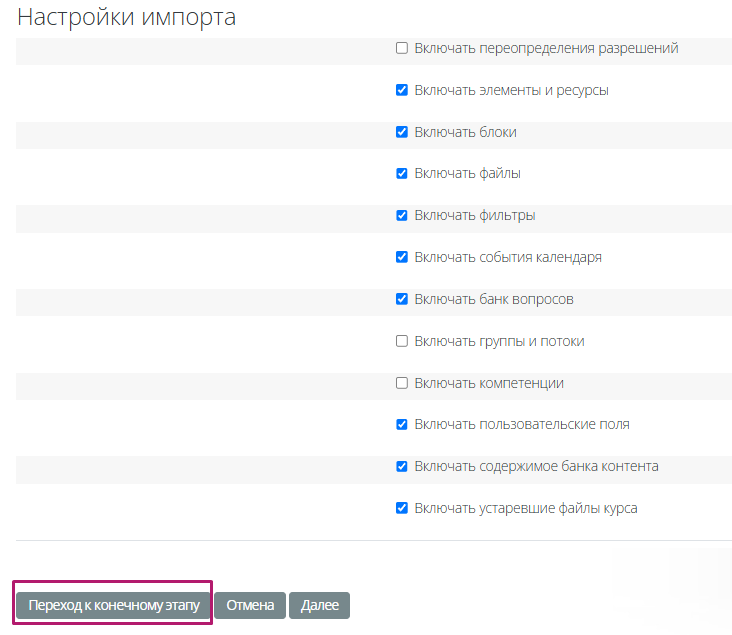 Настройки импорта
Включать переопределения разрешений
Включать элементы и ресурсы
Включать блоки
Включать файлы
Включать фильтры
Включать события календаря
Включать банк вопросов
Включать группы и потоки
Включать компетенции
Включать пользовательские поля
Включать содержимое банка контента
Включать устаревшие файлы курса
Переход к конечному этапу Отмена Далее